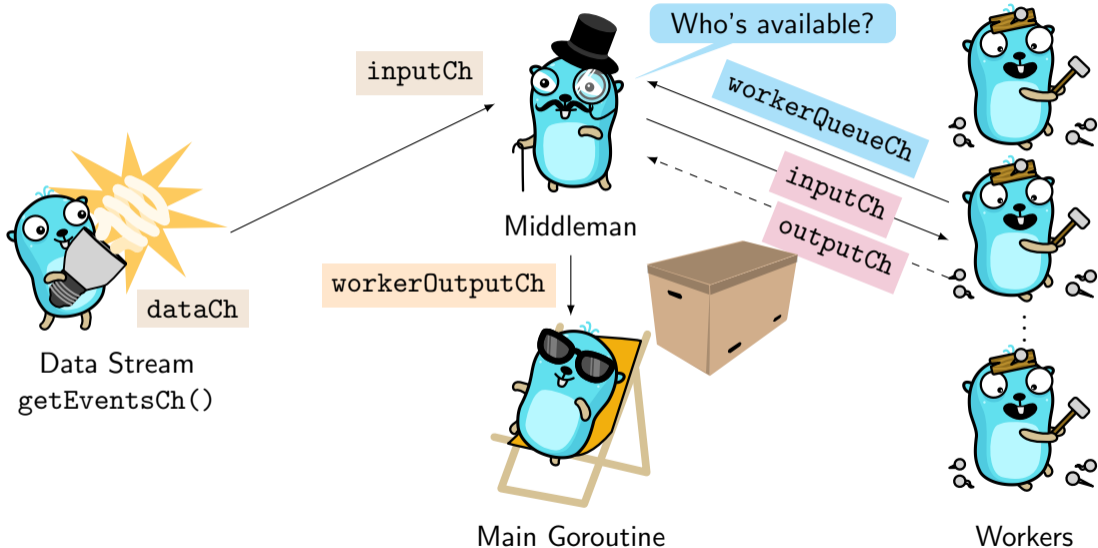 Who's available?
inputCh
workerQueueCh
inputCh
outputCh
Middleman
workerOutputCh
dataCh
Data Stream
getEventsCh()
Main Goroutine
Workers